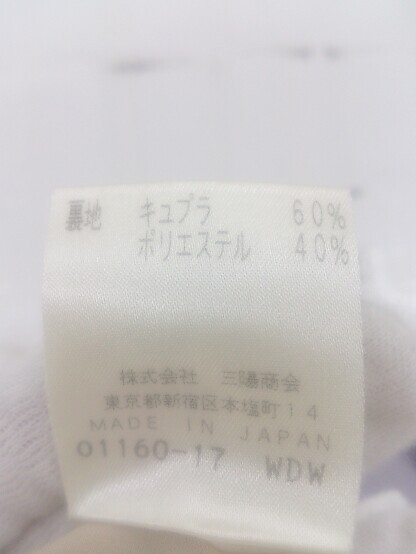 裏地 キュプラ 60%
ポリエステル 40%
株式会社 三陽商会
東京都新宿区本塩町14
MADE IN JAPAN
01160-17 WDW